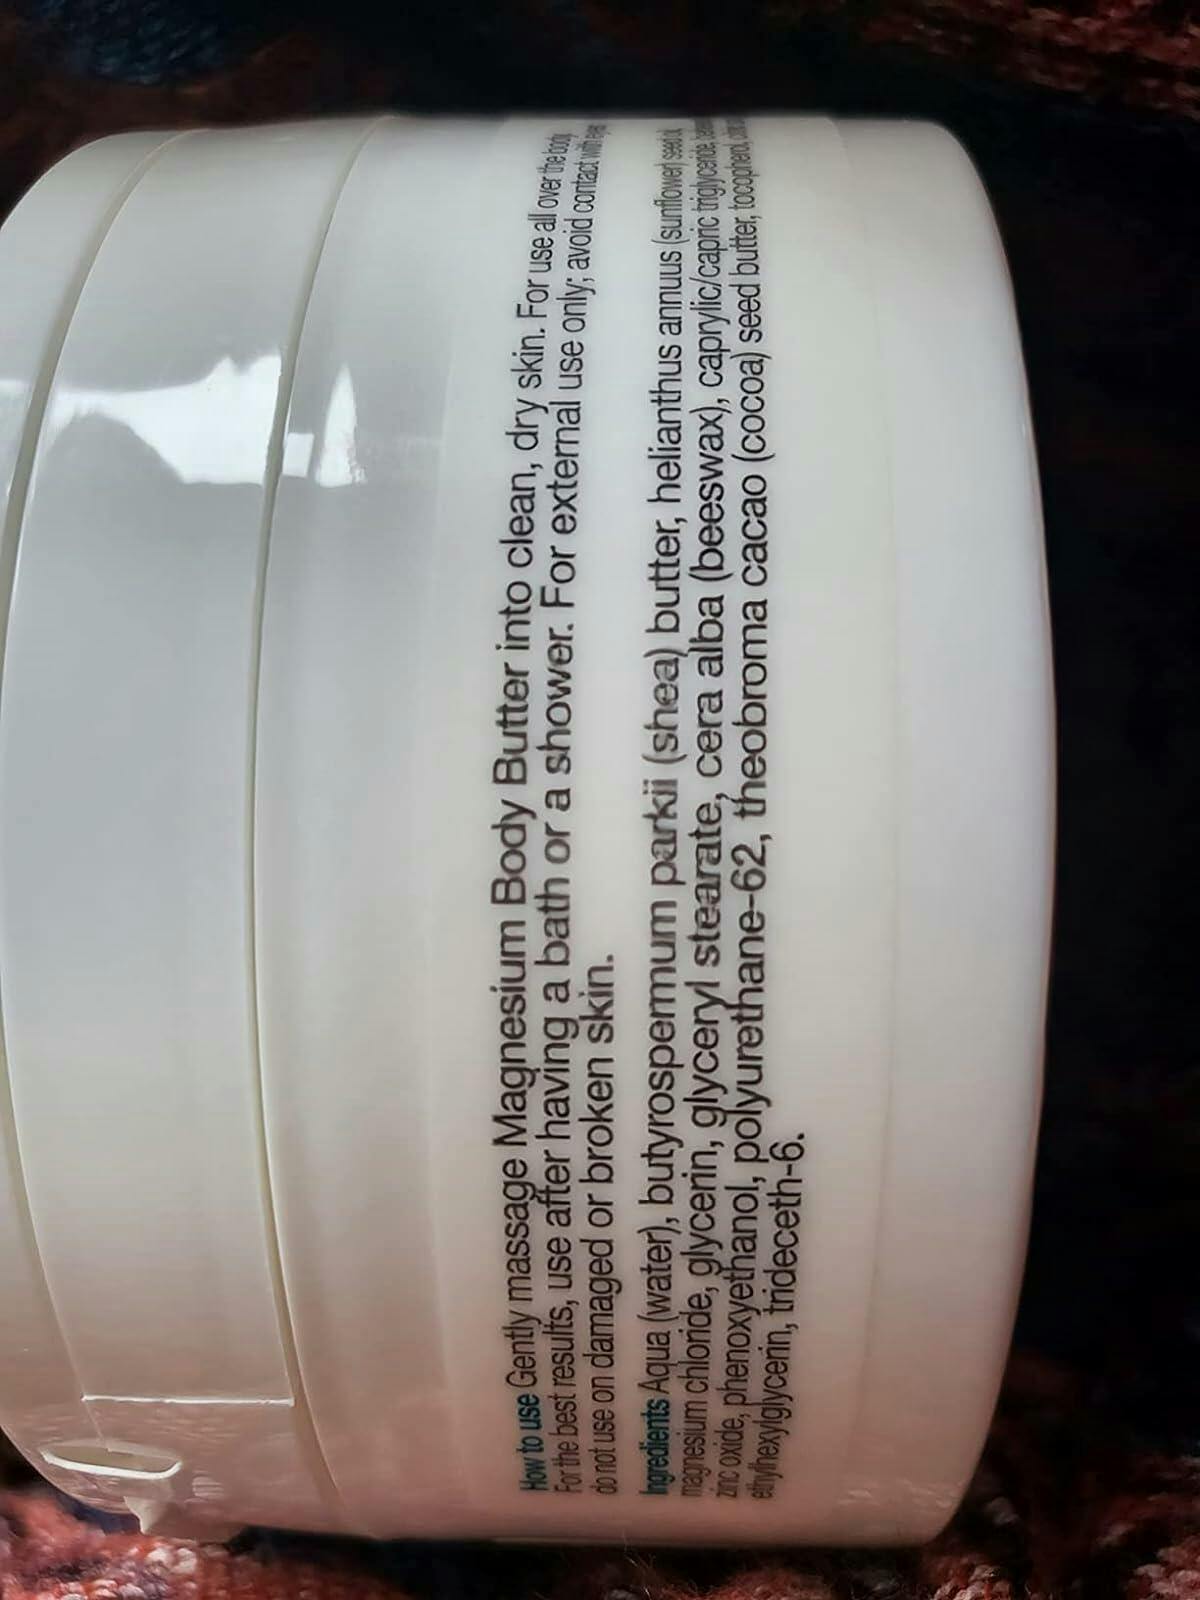 How to use Gently massage Magnesium Body Butter into clean, dry skin. For use all over the body.
For the best results, use after having a bath or a shower. For external use only; avoid contact with eyes
do not use on damaged or broken skin.
Ingredients Aqua (water), butyrospermum parkii (shea) butter, helianthus annuus (sunflower) seed oil,
magnesium chloride, glycerin, glyceryl stearate, cera alba (beeswax), caprylic/capric triglyceride,
zinc oxide, phenoxyethanol, polyurethane-62, theobroma cacao (cocoa) seed butter, tocopherol,
ethylhexylglycerin, trideceth-6.